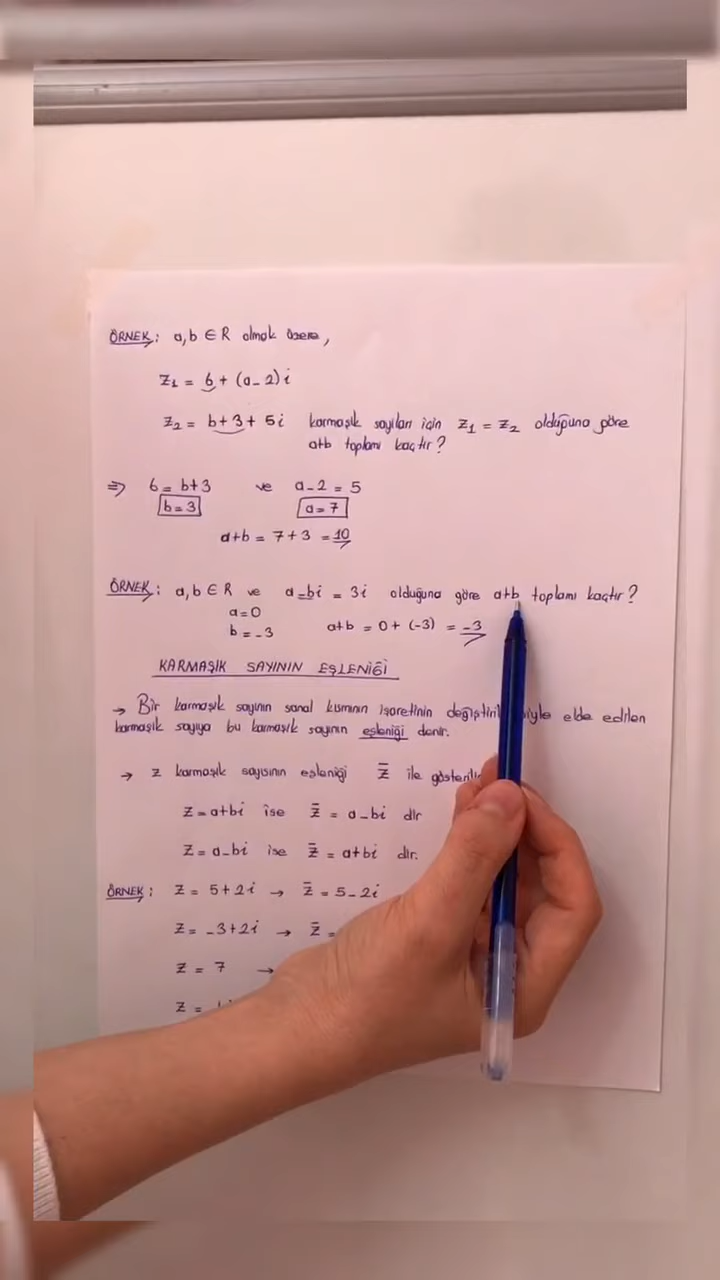 ÖRNEK: a,b ∈ R olmak üzere,
z₁ = 6 + (a-2)i
z₂ = b+3 + 5i karmaşık sayıları için z₁ = z₂ olduğuna göre
a+b toplamı kaçtır?
⇒ 6 = b+3 ve a-2 = 5
b=3 a=7
a+b = 7+3 = 10
ÖRNEK: a,b ∈ R ve a-bi = 3i olduğuna göre a+b toplamı kaçtır?
a=0
b=-3 a+b = 0+(-3) = -3
KARMAŞIK SAYININ EŞLENİĞİ
→ Bir karmaşık sayının sanal kısmının işaretinin elde edilen
karmaşık sayıya bu karmaşık sayının eşleniği denir.
→ z karmaşık sayısının eşleniği z̄ ile
z=a+bi ise z̄ = a-bi dir
z=a-bi ise z̄ = a+bi dir.
ÖRNEK: z = 5+2i → z̄ = 5-2i
z = -3+2i → z̄ =
z = 7 →
z =